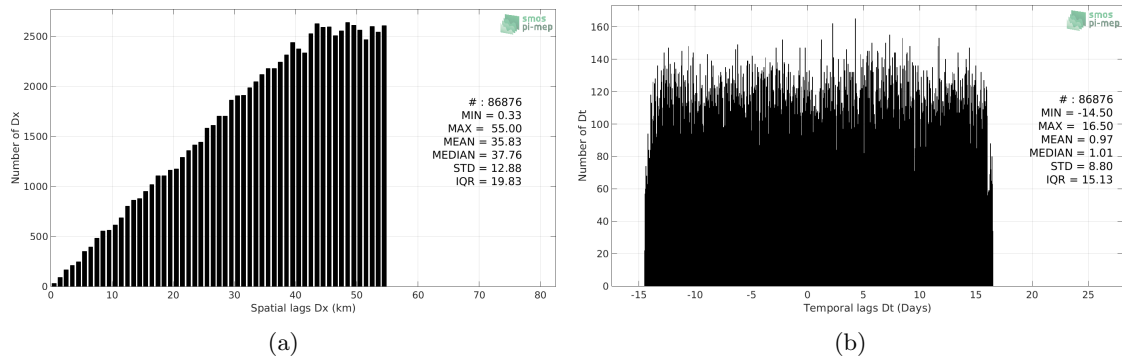 smos
pi-mep
Number of Dx
2500
2000
1500
1000
500
0
# : 86876
MIN = 0.33
MAX = 55.00
MEAN = 35.83
MEDIAN = 37.76
STD = 12.88
IQR = 19.83
0 10 20 30 40 50 60 70 80
Spatial lags Dx (km)
(a)
smos
pi-mep
Number of Dt
160
140
120
100
80
60
40
20
0
# : 86876
MIN = -14.50
MAX = 16.50
MEAN = 0.97
MEDIAN = 1.01
STD = 8.80
IQR = 15.13
-15 -10 -5 0 5 10 15 20 25
Temporal lags Dt (Days)
(b)